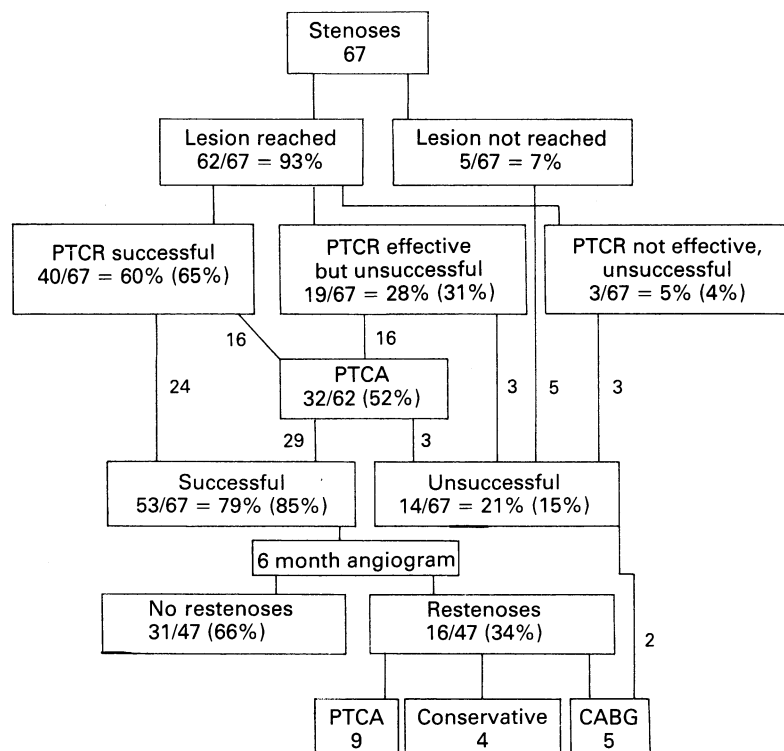 Stenoses
67
Lesion reached
62/67 = 93%
Lesion not reached
5/67 = 7%
PTCR successful
40/67 = 60% (65%)
PTCR effective
but unsuccessful
19/67 = 28% (31%)
PTCR not effective,
unsuccessful
3/67 = 5% (4%)
16
16
PTCA
32/62 (52%)
24
3
5
3
29
3
Successful
53/67 = 79% (85%)
Unsuccessful
14/67 = 21% (15%)
6 month angiogram
No restenoses
31/47 (66%)
Restenoses
16/47 (34%)
2
PTCA
9
Conservative
4
CABG
5